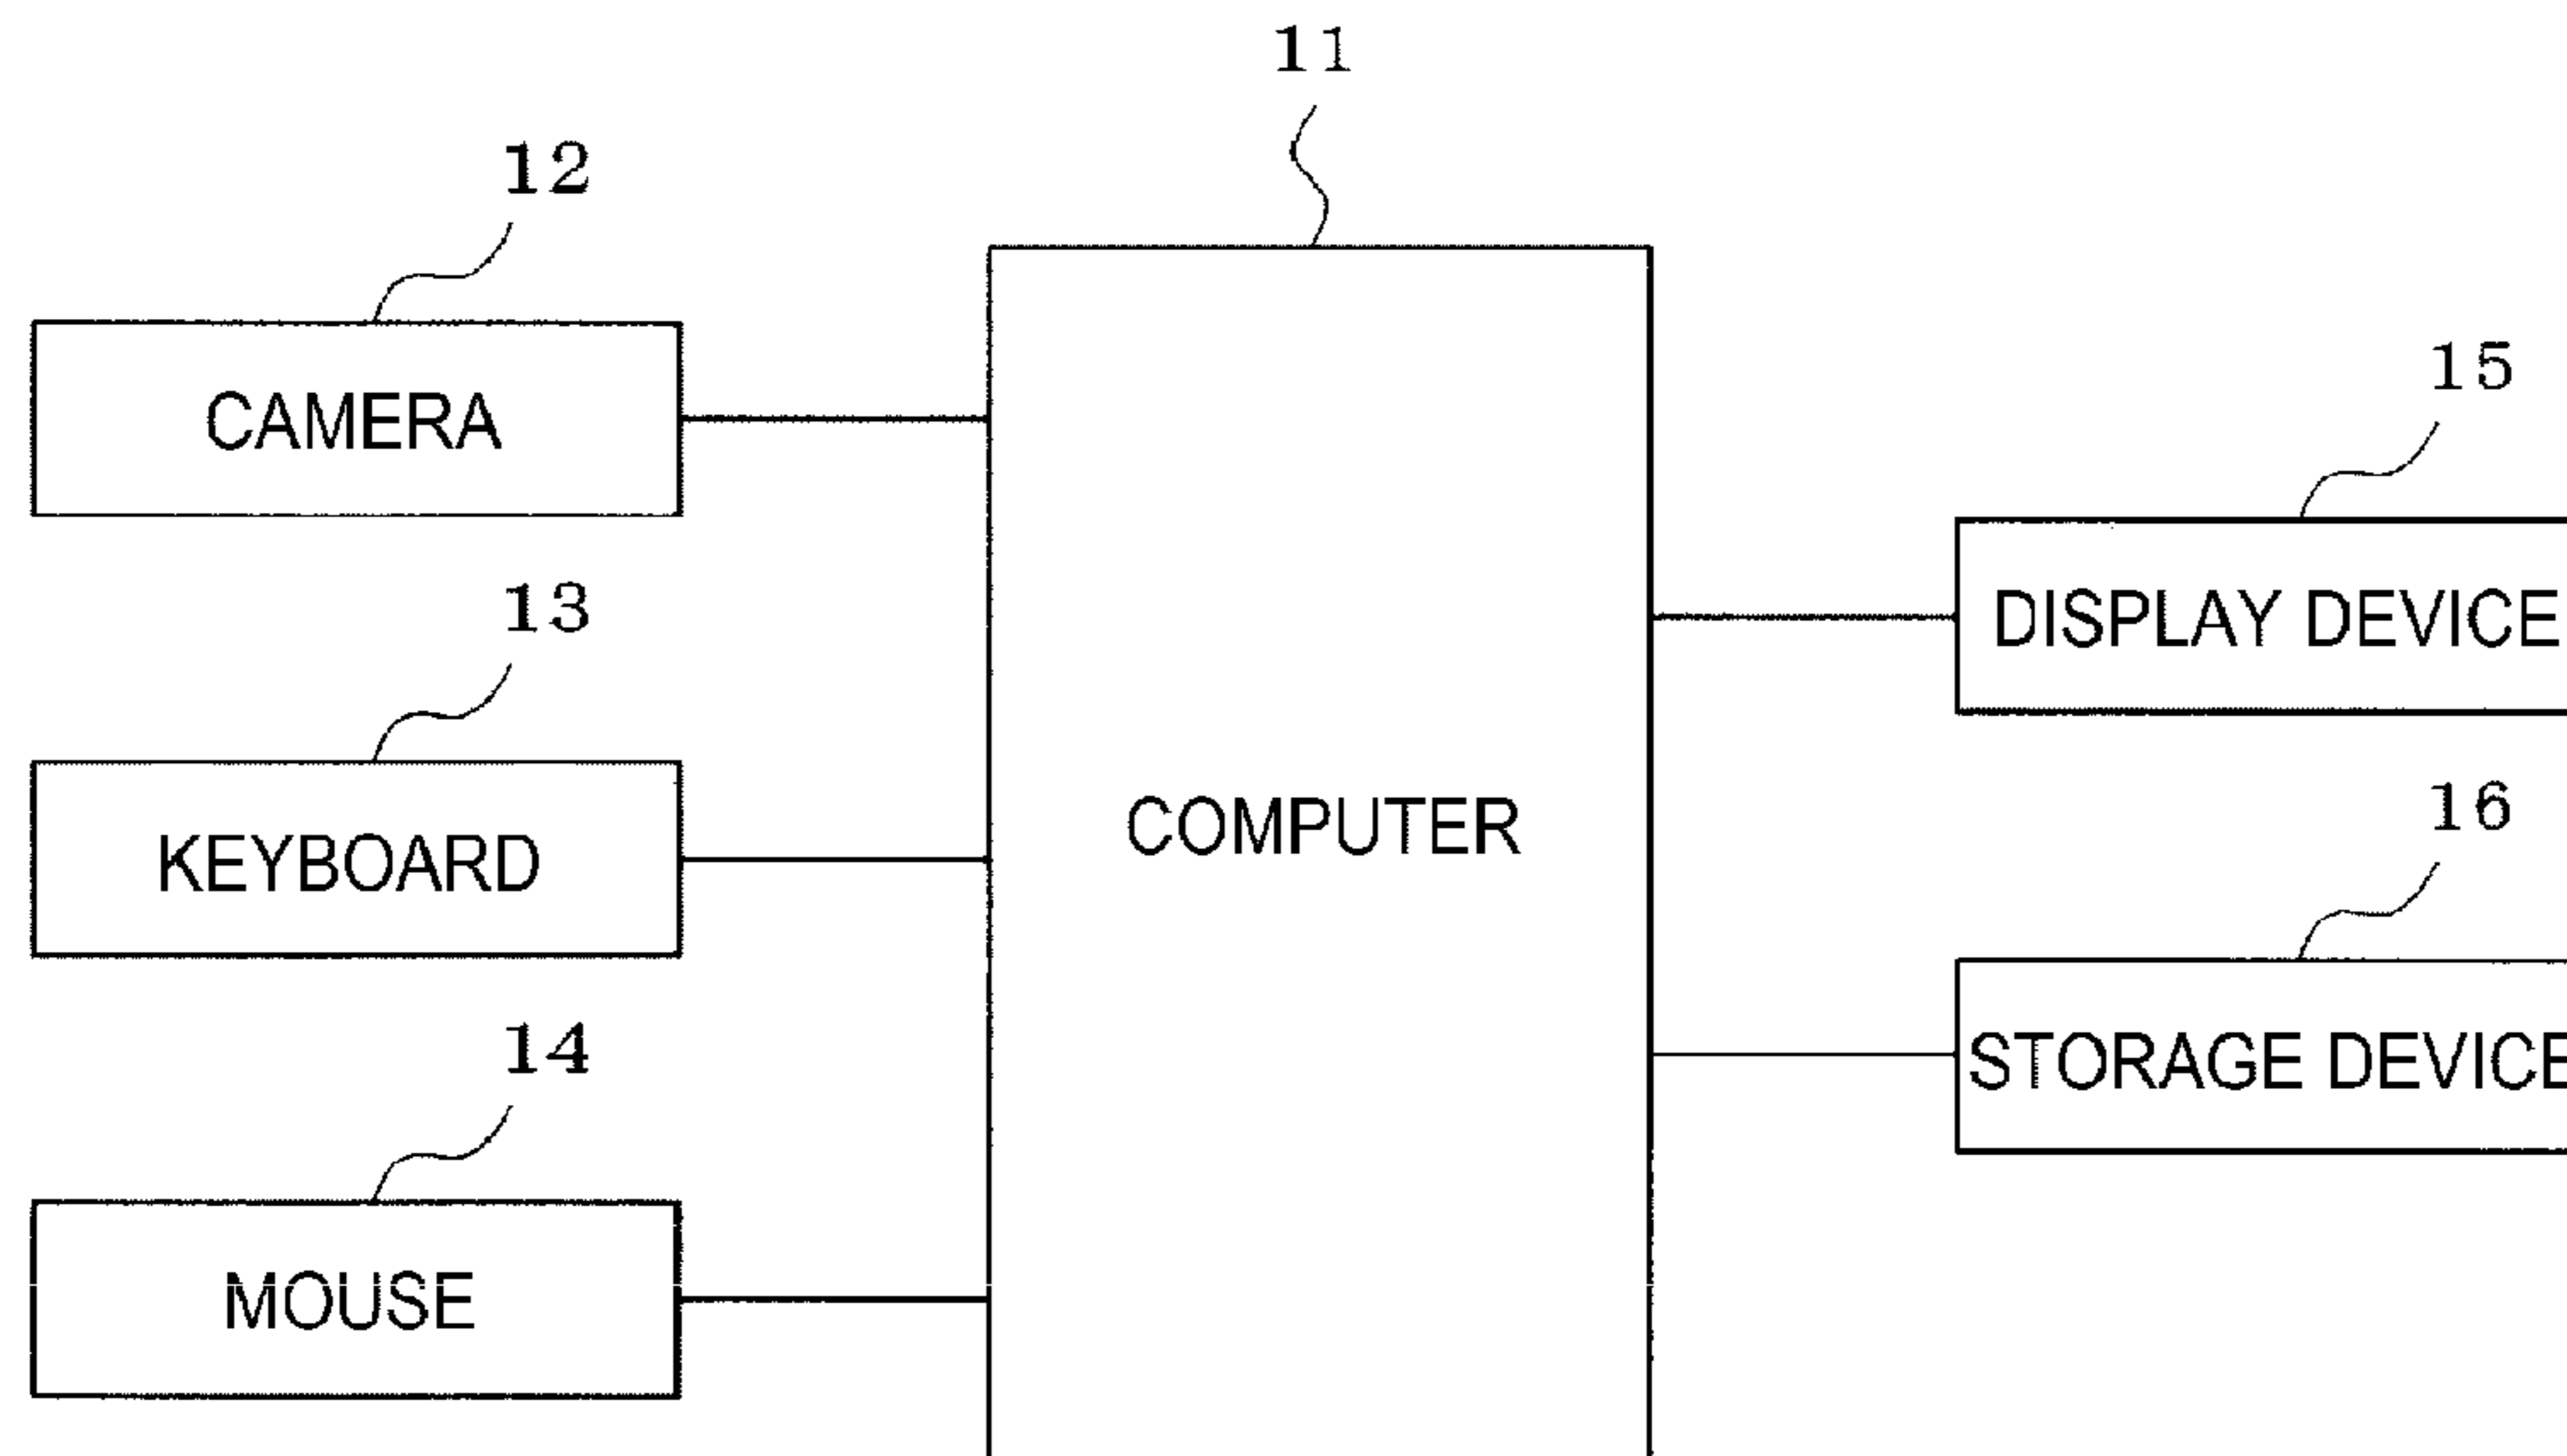 11
12
CAMERA
15
DISPLAY DEVICE
13
KEYBOARD
COMPUTER
16
STORAGE DEVICE
14
MOUSE